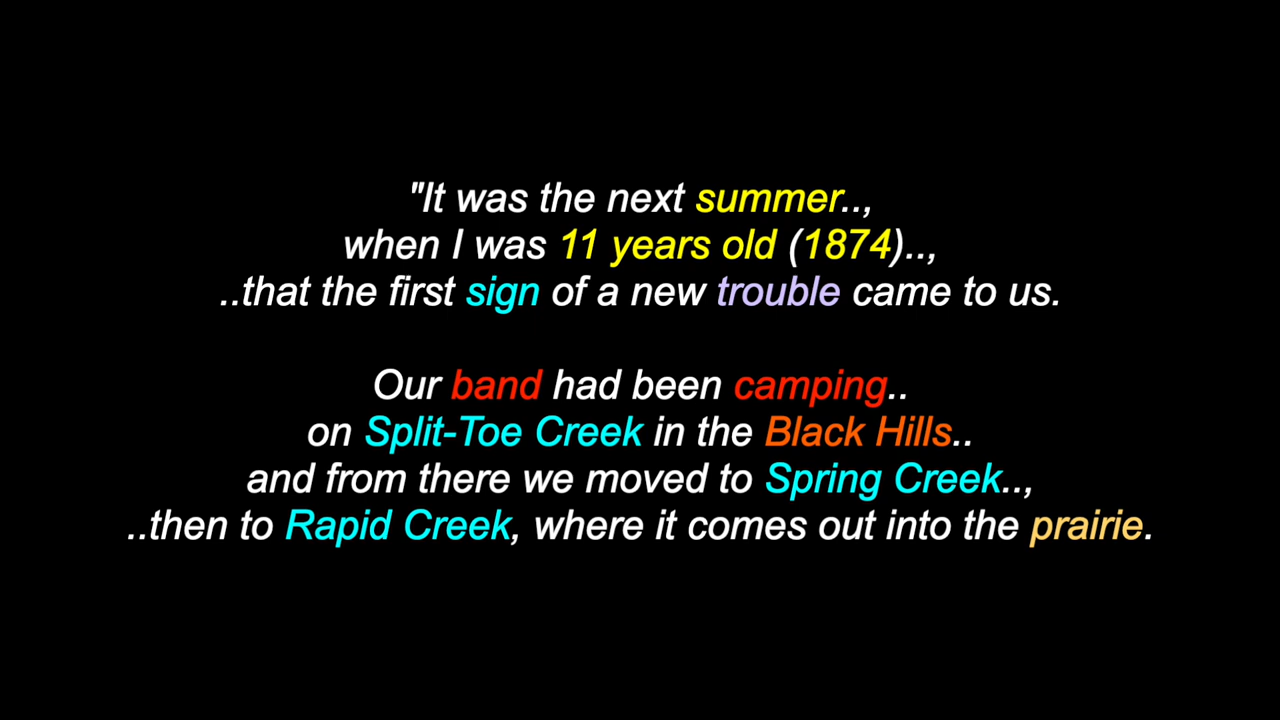 "It was the next summer..,
when I was 11 years old (1874)..,
..that the first sign of a new trouble came to us.
Our band had been camping..
on Split-Toe Creek in the Black Hills..
and from there we moved to Spring Creek..,
..then to Rapid Creek, where it comes out into the prairie.